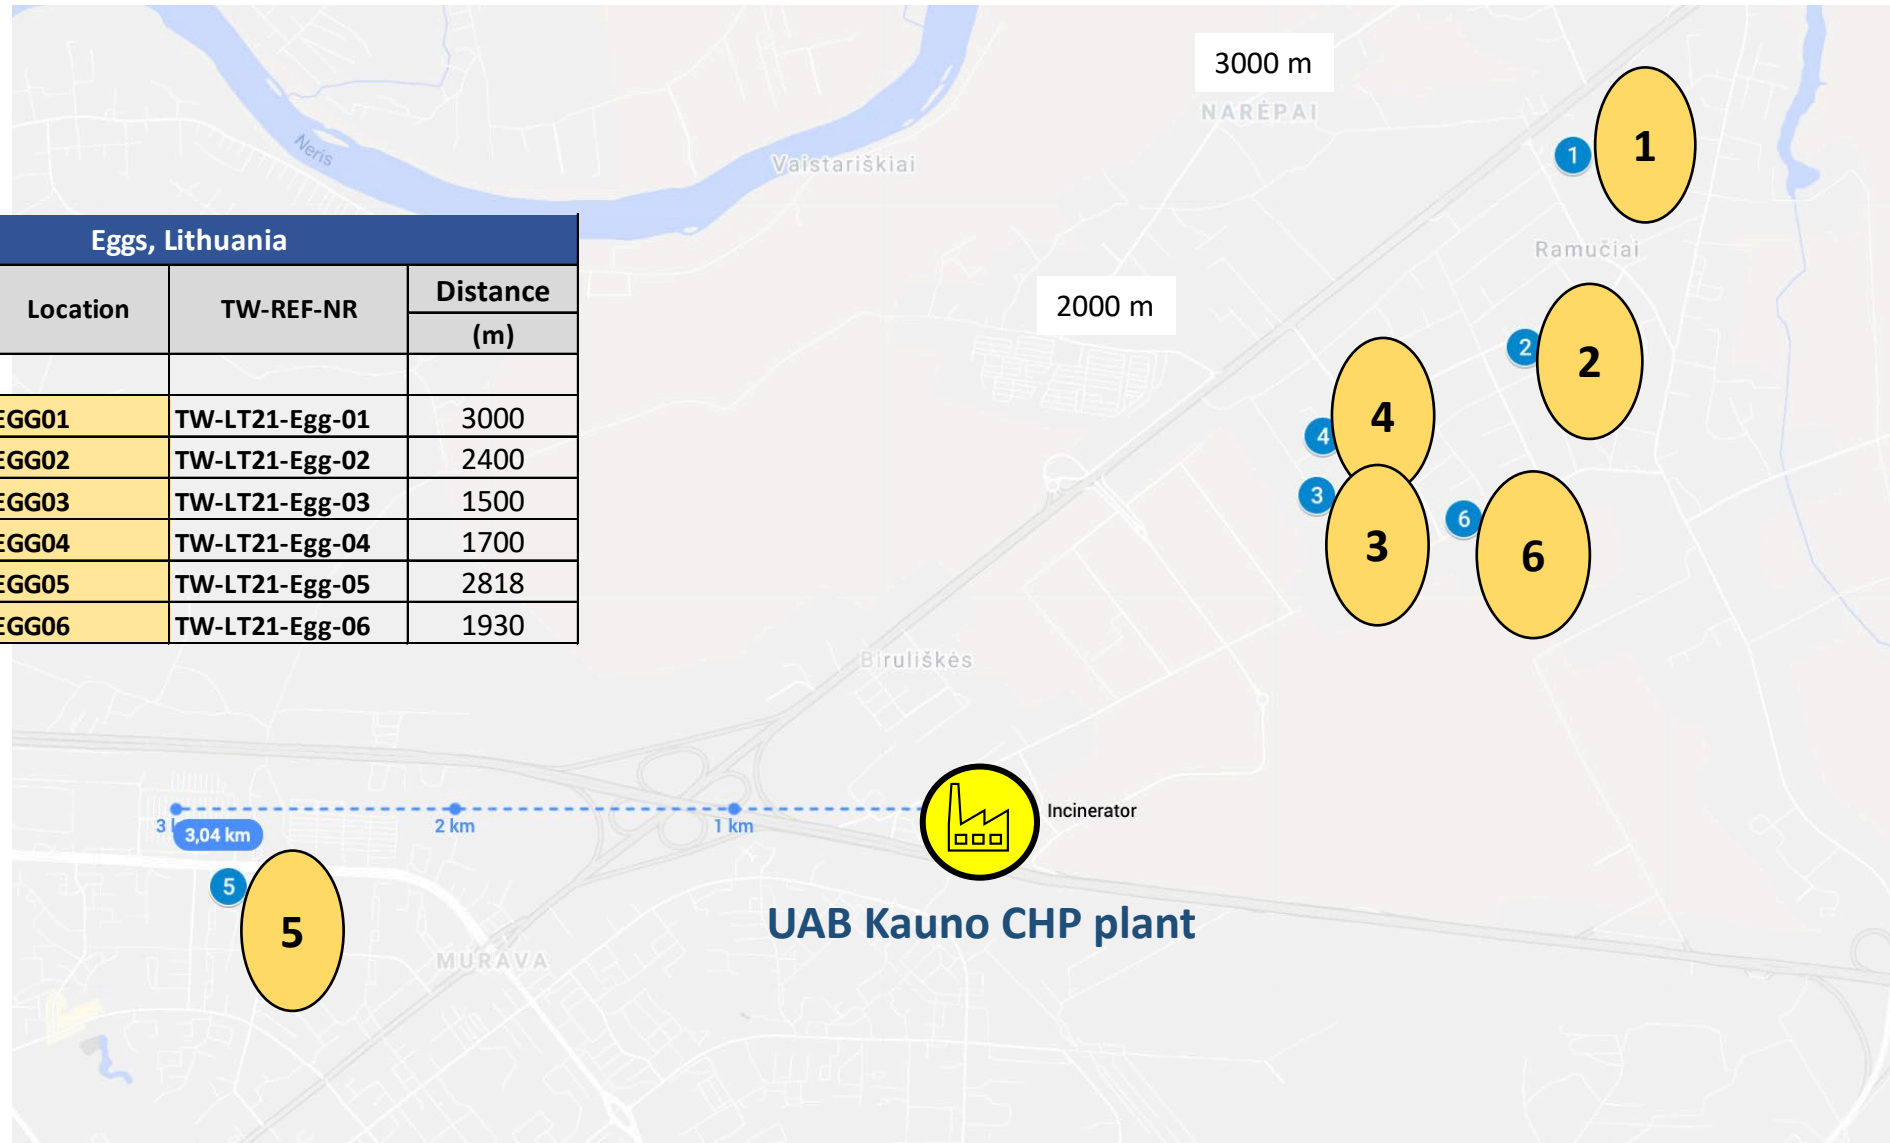 3000 m
NARĖPAI
1
1
Neris
Vaistariškiai
Ramučiai
Eggs, Lithuania
Location TW-REF-NR Distance
(m)
EGG01 TW-LT21-Egg-01 3000
EGG02 TW-LT21-Egg-02 2400
EGG03 TW-LT21-Egg-03 1500
EGG04 TW-LT21-Egg-04 1700
EGG05 TW-LT21-Egg-05 2818
EGG06 TW-LT21-Egg-06 1930
2000 m
2
2
4
4
3
3
6
6
Biruliškės
3
3,04 km
2 km
1 km
Incinerator
5
5
UAB Kauno CHP plant
MURAVA